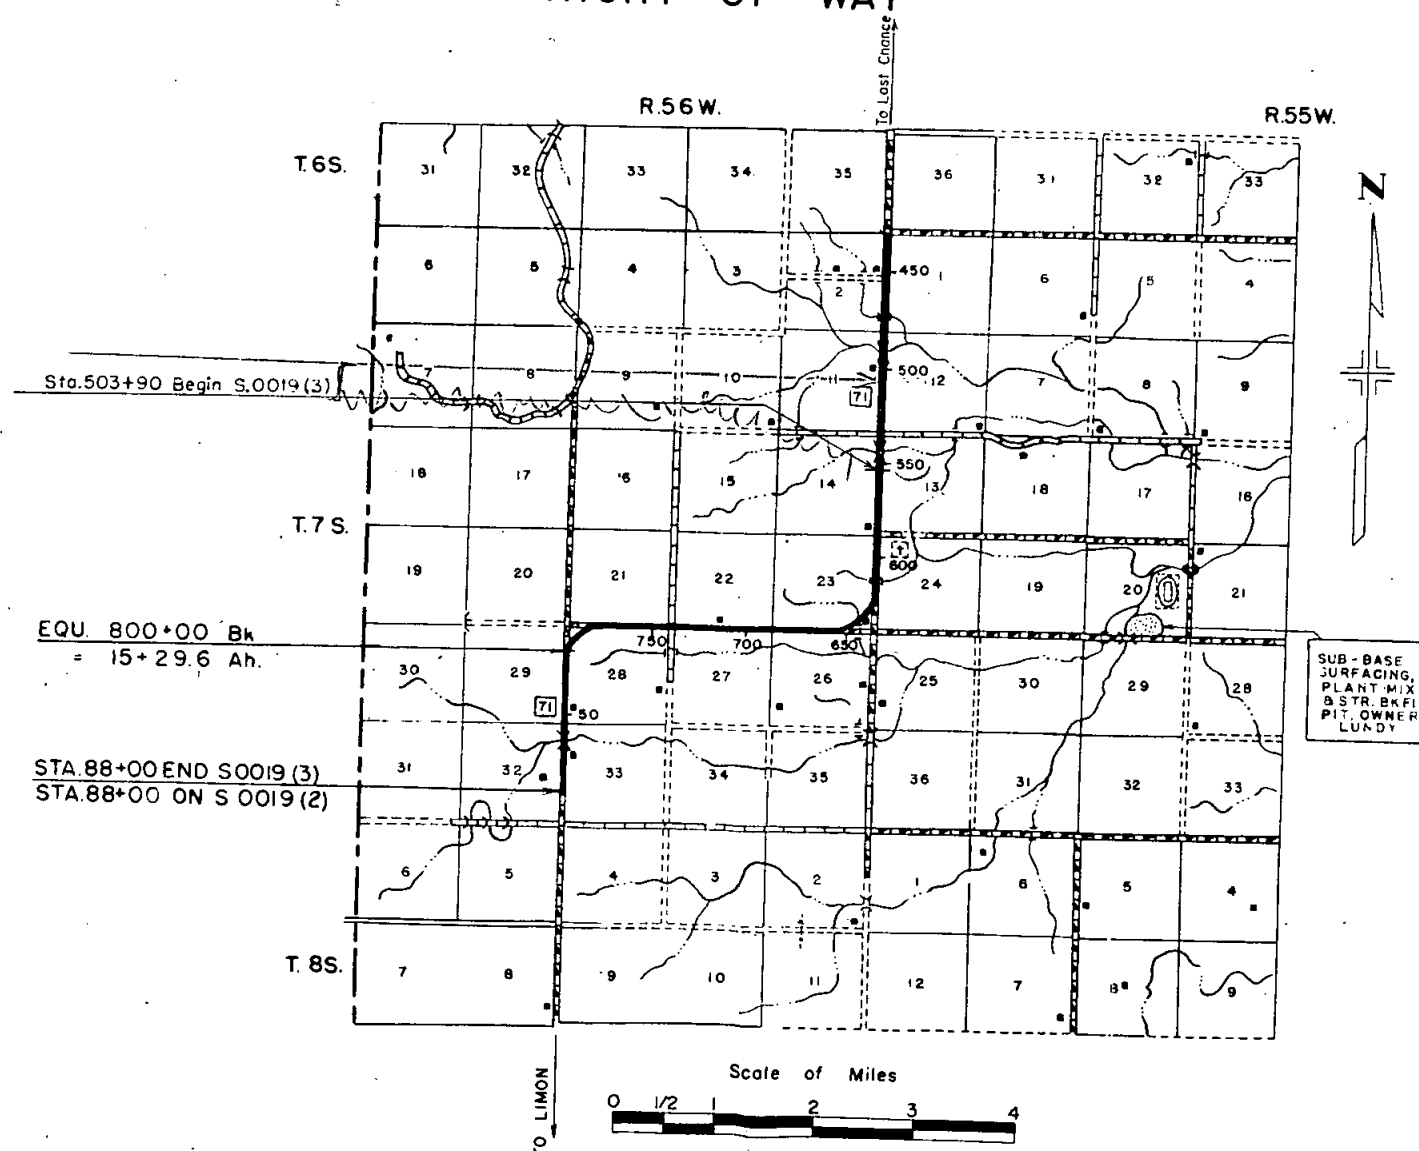 OF WAY
To Last Chance
R.56W.
R.55W.
T.6S.
31 32 33 34 35 36 31 32 33
N
6 5 4 3 2 1 6 5 4
450
7 8 9 10 11 12 7 8 9
500
Sta.503+90 Begin S.0019(3)
71
18 17 16 15 14 13 18 17 16
550
T.7S.
600
19 20 21 22 23 24 19 20 21
EQU. 800+00 Bk
= 15+29.6 Ah.
750 700 650
30 29 28 27 26 25 30 29 28
SUB-BASE
SURFACING,
PLANT MIX
& STR. BKFI
PIT, OWNER
LUNDY
71
50
STA.88+00 END S0019(3)
STA.88+00 ON S 0019(2)
31 32 33 34 35 36 31 32 33
6 5 4 3 2 1 6 5 4
T. 8S.
7 8 9 10 11 12 7 8 9
TO LIMON
Scale of Miles
0 1/2 1 2 3 4